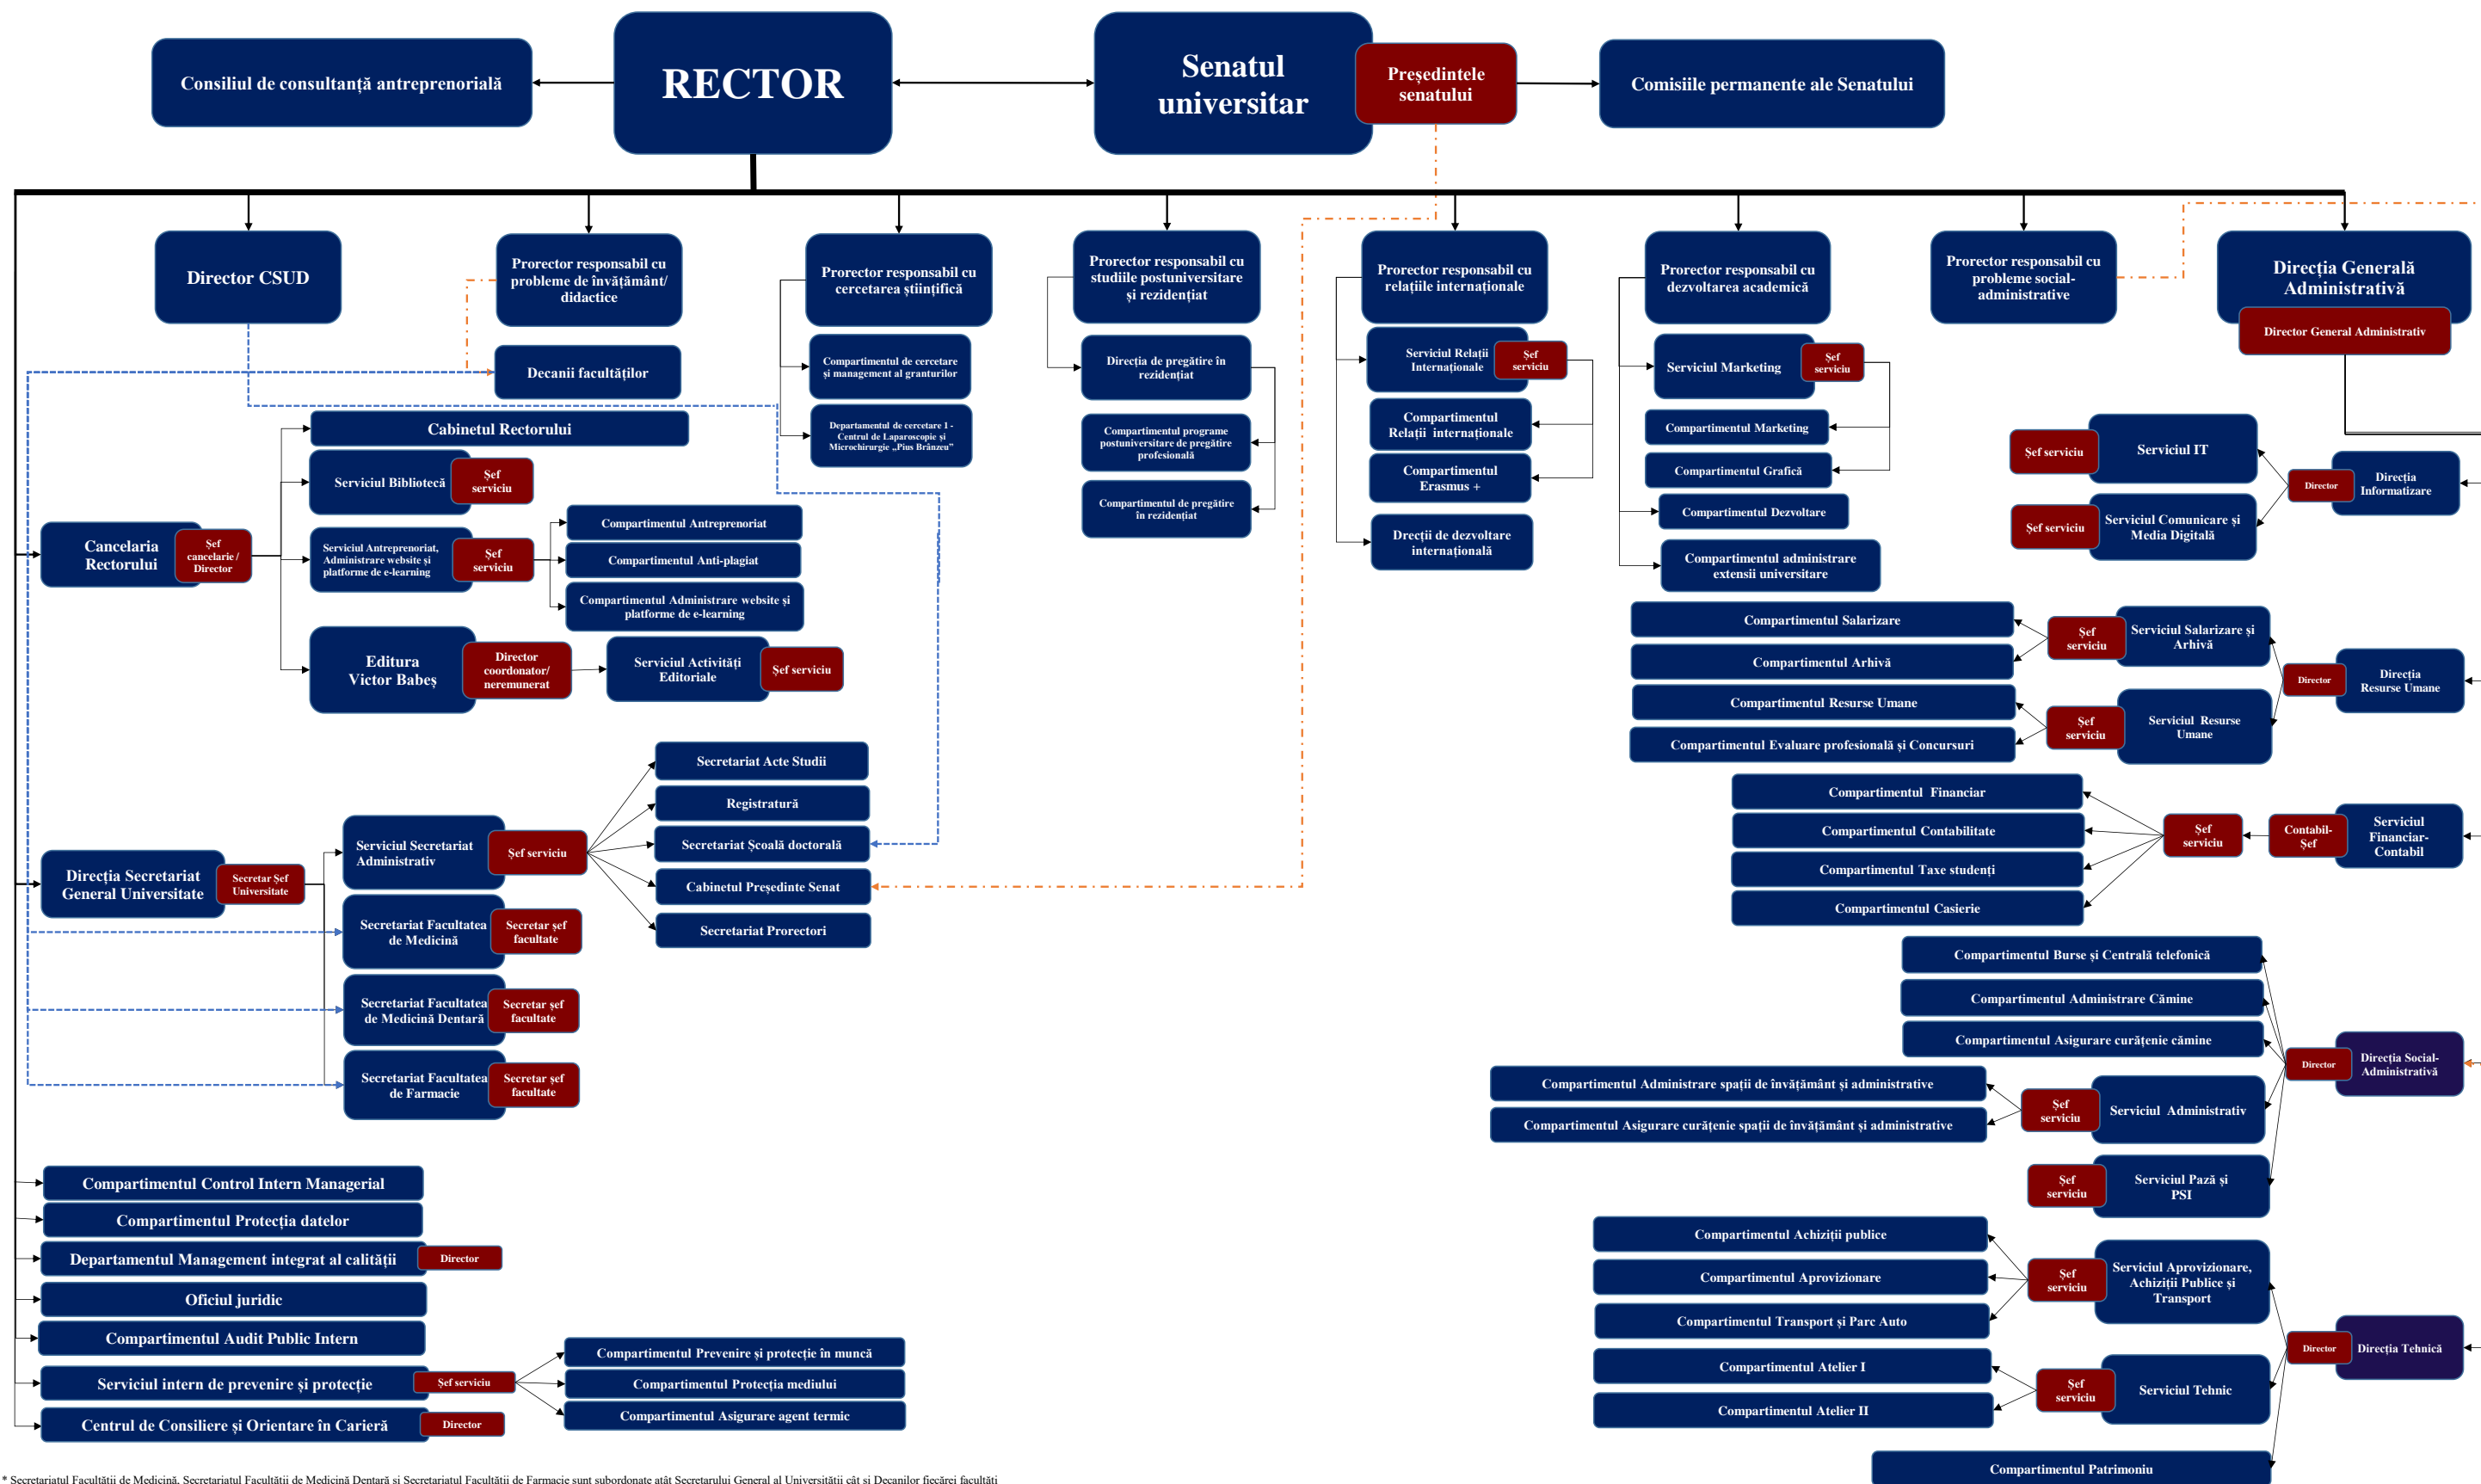 Consiliul de consultanță antreprenorială
RECTOR
Senatul
universitar
Președintele
senatului
Comisiile permanente ale Senatului
Director CSUD
Prorector responsabil cu
probleme de învățământ/
didactice
Prorector responsabil cu
cercetarea științifică
Prorector responsabil cu
studiile postuniversitare
și rezidențiat
Prorector responsabil cu
relațiile internaționale
Prorector responsabil cu
dezvoltarea academică
Prorector responsabil cu
probleme social-
administrative
Direcția Generală
Administrativă
Director General Administrativ
Decanii facultăților
Compartimentul de cercetare
și management al granturilor
Departamentul de cercetare 1 -
Centrul de Laparoscopie și
Microchirurgie „Pius Brânzeu”
Direcția de pregătire în
rezidențiat
Compartimentul programe
postuniversitare de pregătire
profesională
Compartimentul de pregătire
în rezidențiat
Serviciul Relații
Internaționale
Șef
serviciu
Compartimentul
Relații internaționale
Compartimentul
Erasmus +
Drecții de dezvoltare
internațională
Serviciul Marketing
Șef
serviciu
Compartimentul Marketing
Compartimentul Grafică
Compartimentul Dezvoltare
Compartimentul administrare
extensii universitare
Cabinetul Rectorului
Serviciul Bibliotecă
Șef
serviciu
Cancelaria
Rectorului
Șef
cancelarie /
Director
Serviciul Antreprenoriat,
Administrare website și
platforme de e-learning
Șef
serviciu
Compartimentul Antreprenoriat
Compartimentul Anti-plagiat
Compartimentul Administrare website și
platforme de e-learning
Editura
Victor Babeș
Director
coordonator/
neremunerat
Serviciul Activități
Editoriale
Șef serviciu
Șef serviciu
Serviciul IT
Șef serviciu
Serviciul Comunicare și
Media Digitală
Director
Direcția
Informatizare
Compartimentul Salarizare
Compartimentul Arhivă
Șef
serviciu
Serviciul Salarizare și
Arhivă
Compartimentul Resurse Umane
Compartimentul Evaluare profesională și Concursuri
Șef
serviciu
Serviciul Resurse
Umane
Director
Direcția
Resurse Umane
Compartimentul Financiar
Compartimentul Contabilitate
Compartimentul Taxe studenți
Compartimentul Casierie
Șef
serviciu
Contabil-
Șef
Serviciul
Financiar-
Contabil
Direcția Secretariat
General Universitate
Secretar Șef
Universitate
Serviciul Secretariat
Administrativ
Șef serviciu
Secretariat Acte Studii
Registratură
Secretariat Școală doctorală
Cabinetul Președinte Senat
Secretariat Prorectori
Secretariat Facultatea
de Medicină
Secretar șef
facultate
Secretariat Facultatea
de Medicină Dentară
Secretar șef
facultate
Secretariat Facultatea
de Farmacie
Secretar șef
facultate
Compartimentul Burse și Centrală telefonică
Compartimentul Administrare Cămine
Compartimentul Asigurare curățenie cămine
Compartimentul Administrare spații de învățământ și administrative
Compartimentul Asigurare curățenie spații de învățământ și administrative
Șef
serviciu
Serviciul Administrativ
Șef
serviciu
Serviciul Pază și
PSI
Director
Direcția Social-
Administrativă
Compartimentul Achiziții publice
Compartimentul Aprovizionare
Compartimentul Transport și Parc Auto
Șef
serviciu
Serviciul Aprovizionare,
Achiziții Publice și
Transport
Compartimentul Atelier I
Compartimentul Atelier II
Șef
serviciu
Serviciul Tehnic
Director
Direcția Tehnică
Compartimentul Patrimoniu
Compartimentul Control Intern Managerial
Compartimentul Protecția datelor
Departamentul Management integrat al calității
Director
Oficiul juridic
Compartimentul Audit Public Intern
Serviciul intern de prevenire și protecție
Șef serviciu
Compartimentul Prevenire și protecție în muncă
Compartimentul Protecția mediului
Compartimentul Asigurare agent termic
Centrul de Consiliere și Orientare în Carieră
Director
* Secretariatul Facultății de Medicină, Secretariatul Facultății de Medicină Dentară și Secretariatul Facultății de Farmacie sunt subordonate atât Secretarului General al Universității cât și Decanilor fiecărei facultăți